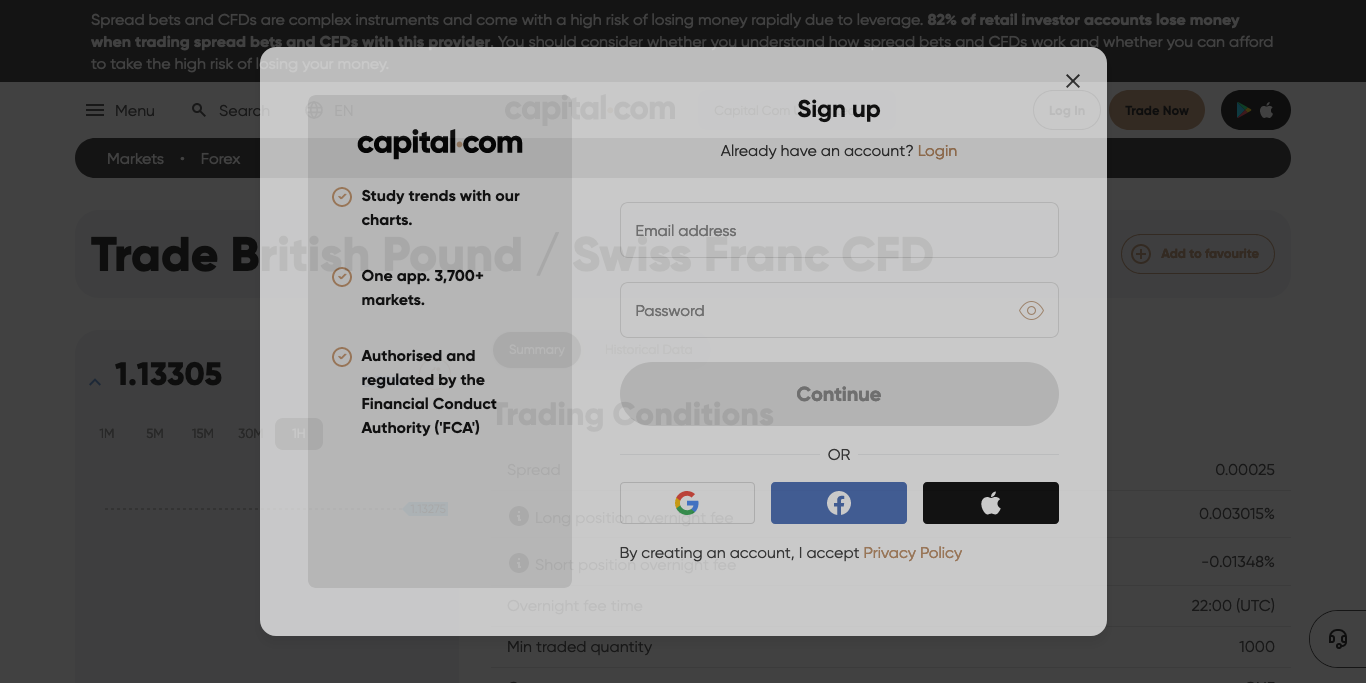 Spread bets and CFDs are complex instruments and come with a high risk of losing money rapidly due to leverage. 82% of retail investor accounts lose money
when trading spread bets and CFDs with this provider. You should consider whether you understand how spread bets and CFDs work and whether you can afford
to take the high risk of losing your money.
Menu
Search
EN
capital.com
Capital Com
Log In
Trade Now
Markets • Forex
Trade British Pound / Swiss Franc CFD
Add to favourite
1.13305
1M 5M 15M 30M 1H
Summary
Historical Data
Trading Conditions
Spread 0.00025
Long position overnight fee 0.003015%
Short position overnight fee -0.01348%
Overnight fee time 22:00 (UTC)
Min traded quantity 1000
capital.com
Study trends with our
charts.
One app. 3,700+
markets.
Authorised and
regulated by the
Financial Conduct
Authority ('FCA')
Sign up
Already have an account? Login
Email address
Password
Continue
OR
By creating an account, I accept Privacy Policy